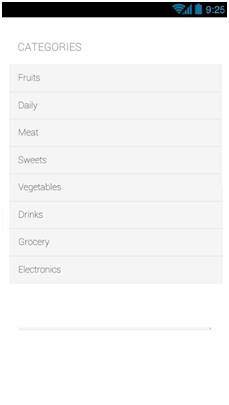 9:25
CATEGORIES
Fruits
Daily
Meat
Sweets
Vegetables
Drinks
Grocery
Electronics